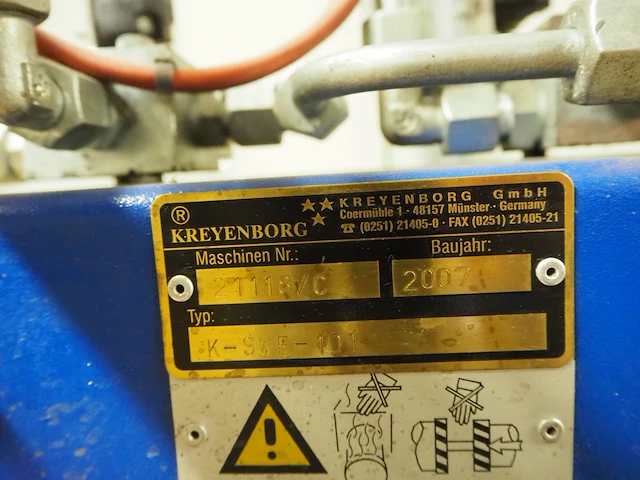 ®
KREYENBORG
KREYENBORG GmbH
Coermühle 1 · 48157 Münster · Germany
☎ (0251) 21405-0 · FAX (0251) 21405-21
Maschinen Nr.:
Baujahr:
2007
Typ:
K-SWE-101